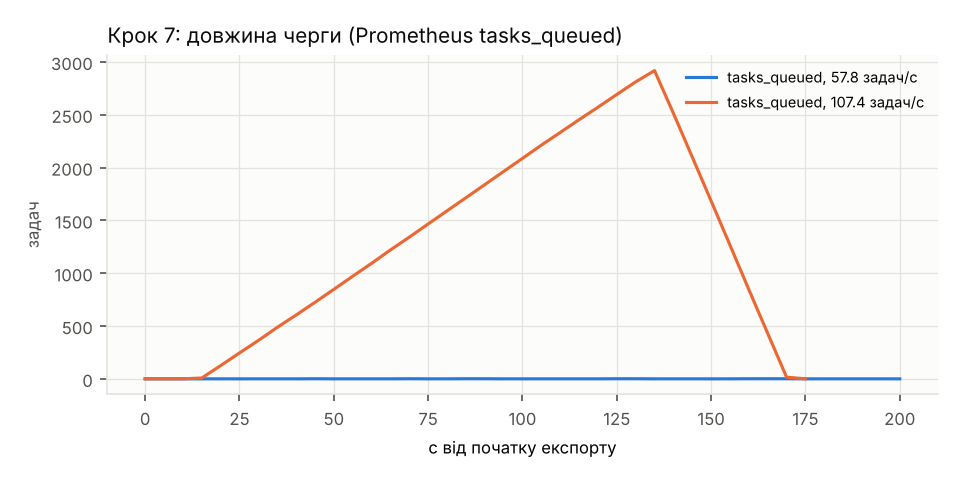 Крок 7: довжина черги (Prometheus tasks_queued)
tasks_queued, 57.8 задач/с
tasks_queued, 107.4 задач/с
задач
3000
2500
2000
1500
1000
500
0
0 25 50 75 100 125 150 175 200
с від початку експорту